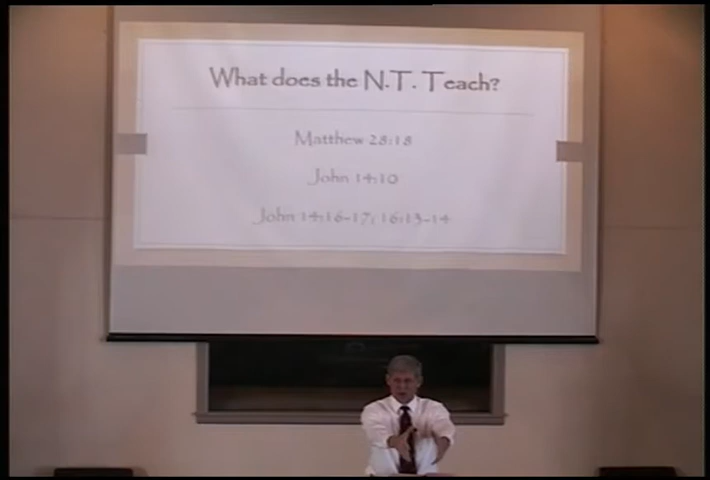 What does the N.T. Teach?
Matthew 28:18
John 14:10
John 14:16-17; 16:13-14